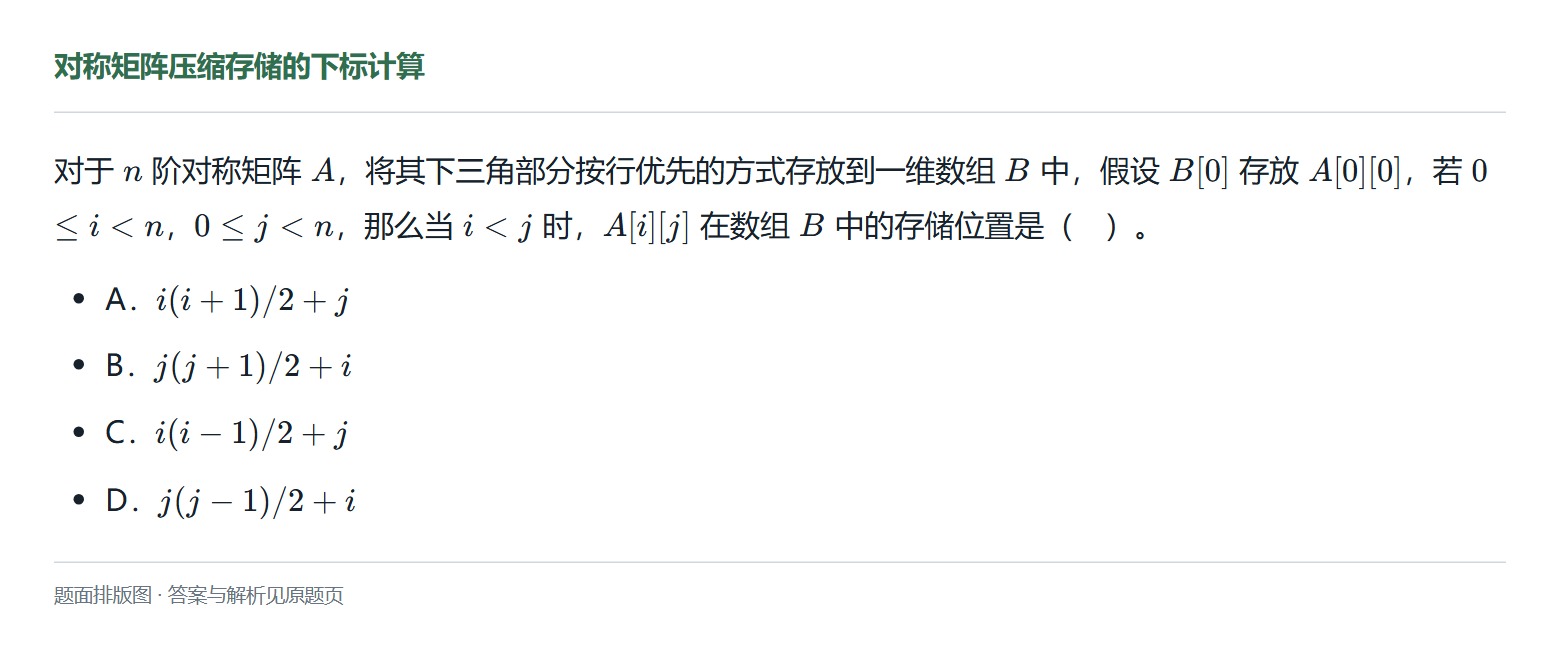 对称矩阵压缩存储的下标计算
对于 n 阶对称矩阵 A，将其下三角部分按行优先的方式存放到一维数组 B 中，假设 B[0] 存放 A[0][0]，若 0
≤ i < n，0 ≤ j < n，那么当 i < j 时，A[i][j] 在数组 B 中的存储位置是（　）。
• A. i(i + 1)/2 + j
• B. j(j + 1)/2 + i
• C. i(i − 1)/2 + j
• D. j(j − 1)/2 + i
题面排版图 · 答案与解析见原题页